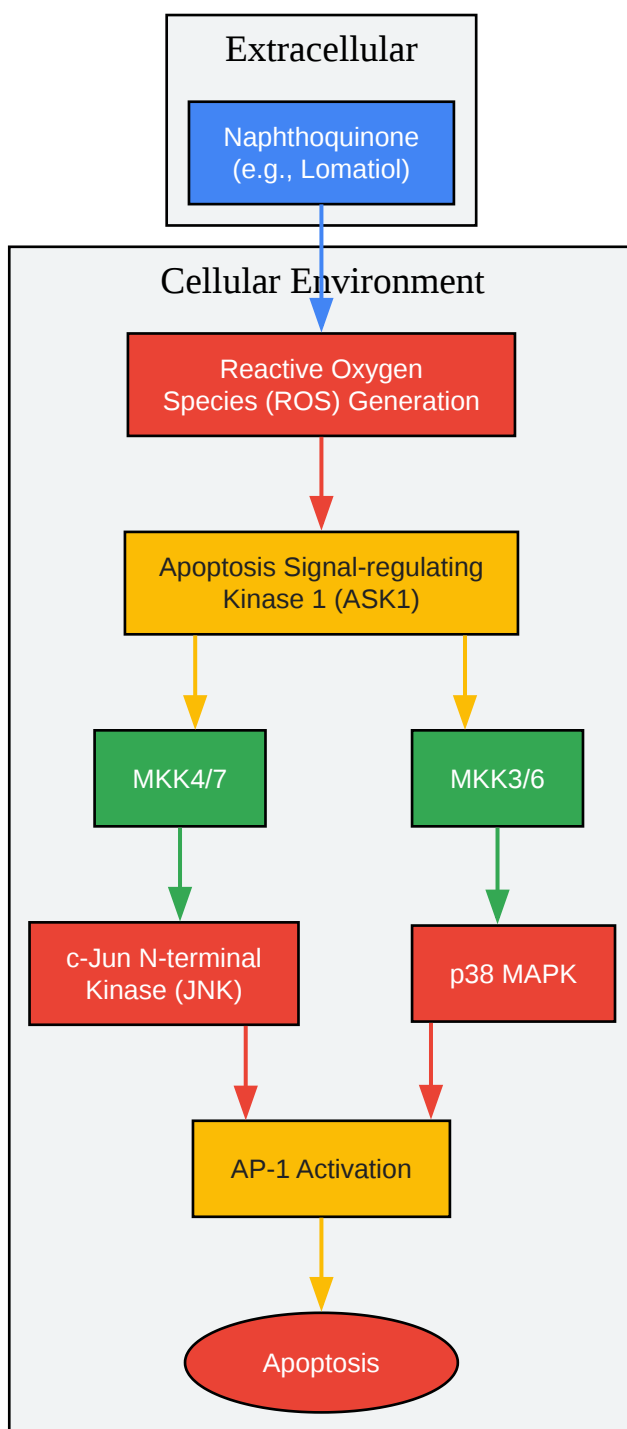 Extracellular
Naphthoquinone
(e.g., Lomatiol)
Cellular Environment
Reactive Oxygen
Species (ROS) Generation
Apoptosis Signal-regulating
Kinase 1 (ASK1)
MKK4/7
MKK3/6
c-Jun N-terminal
Kinase (JNK)
p38 MAPK
AP-1 Activation
Apoptosis